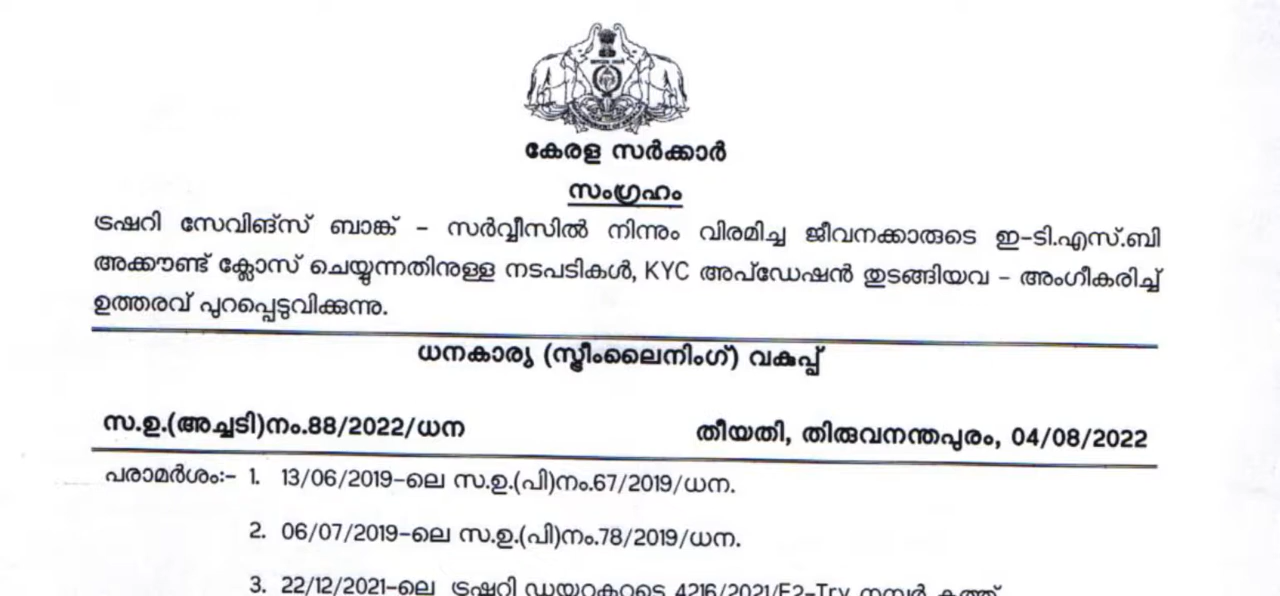 കേരള സർക്കാർ
സംഗ്രഹം
ട്രഷറി സേവിങ്സ് ബാങ്ക് - സർവ്വീസിൽ നിന്നും വിരമിച്ച ജീവനക്കാരുടെ ഇ-ടി.എസ്.ബി
അക്കൗണ്ട് ക്ലോസ് ചെയ്യുന്നതിനുള്ള നടപടികൾ, KYC അപ്ഡേഷൻ തുടങ്ങിയവ - അംഗീകരിച്ച്
ഉത്തരവ് പുറപ്പെടുവിക്കുന്നു.
ധനകാര്യ (സ്ട്രീംലൈനിംഗ്) വകുപ്പ്
സ.ഉ.(അച്ചടി)നം.88/2022/ധന തീയതി, തിരുവനന്തപുരം, 04/08/2022
പരാമർശം:- 1. 13/06/2019-ലെ സ.ഉ.(പി)നം.67/2019/ധന.
2. 06/07/2019-ലെ സ.ഉ.(പി)നം.78/2019/ധന.
3. 22/12/2021-ലെ ട്രഷറി ഡയറക്ടറുടെ 4216/2021/F2-Try നമ്പർ കത്ത്